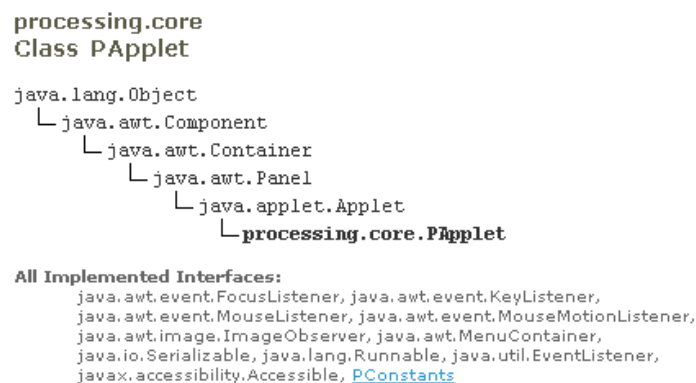 processing.core
Class PApplet
java.lang.Object
java.awt.Component
java.awt.Container
java.awt.Panel
java.applet.Applet
processing.core.PApplet
All Implemented Interfaces:
java.awt.event.FocusListener, java.awt.event.KeyListener,
java.awt.event.MouseListener, java.awt.event.MouseMotionListener,
java.awt.image.ImageObserver, java.awt.MenuContainer,
java.io.Serializable, java.lang.Runnable, java.util.EventListener,
javax.accessibility.Accessible, PConstants